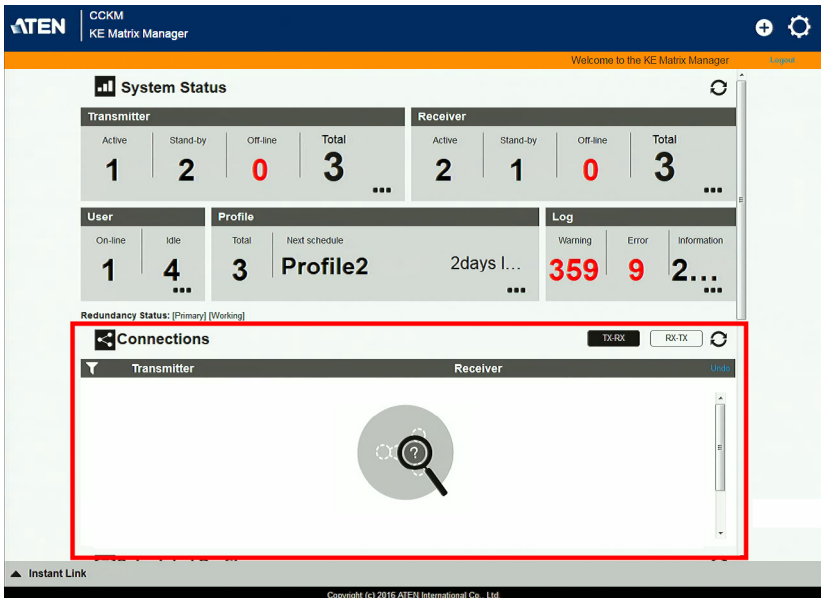 ATEN
CCKM
KE Matrix Manager
Welcome to the KE Matrix Manager
Logout
System Status
Transmitter
Active
Stand-by
Off-line
Total
1
2
0
3
Receiver
Active
Stand-by
Off-line
Total
2
1
0
3
User
On-line
Idle
1
4
Profile
Total
Next schedule
3
Profile2
2days l...
Log
Warning
Error
Information
359
9
2...
Redundancy Status: [Primary] [Working]
Connections
TX-RX
RX-TX
Transmitter
Receiver
Undo
?
Instant Link
Copyright (c) 2016 ATEN International Co., Ltd.